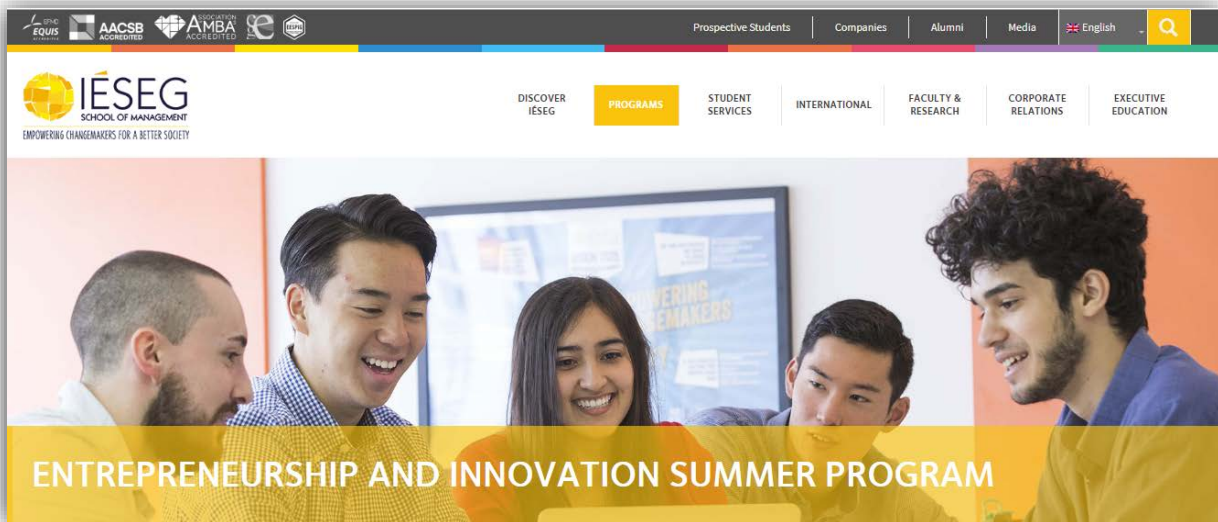 EFMD
EQUIS
ACCREDITED
AACSB
ACCREDITED
ASSOCIATION
AMBA
ACCREDITED
Prospective Students
Companies
Alumni
Media
English
IÉSEG
SCHOOL OF MANAGEMENT
EMPOWERING CHANGEMAKERS FOR A BETTER SOCIETY
DISCOVER
IÉSEG
PROGRAMS
STUDENT
SERVICES
INTERNATIONAL
FACULTY &
RESEARCH
CORPORATE
RELATIONS
EXECUTIVE
EDUCATION
ENTREPRENEURSHIP AND INNOVATION SUMMER PROGRAM